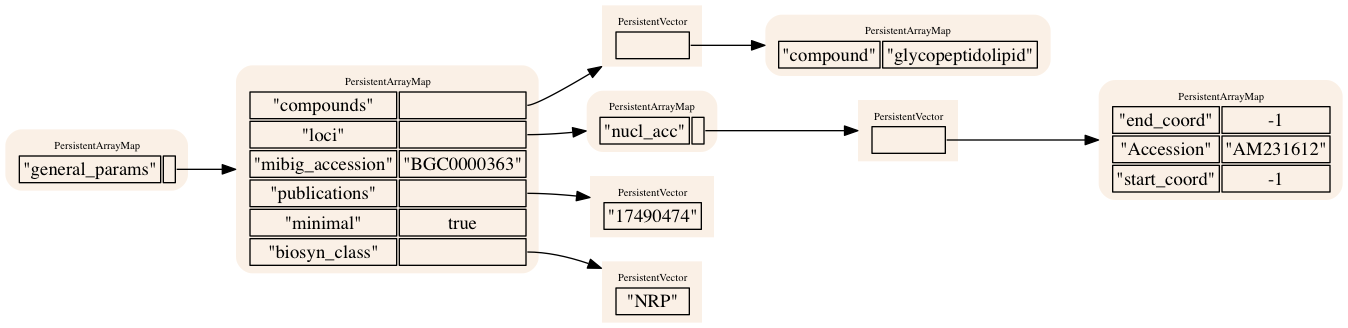 PersistentArrayMap
"general_params"
PersistentArrayMap
"compounds"
"loci"
"mibig_accession" "BGC0000363"
"publications"
"minimal" true
"biosyn_class"
PersistentVector
PersistentArrayMap
"compound" "glycopeptidolipid"
PersistentArrayMap
"nucl_acc"
PersistentVector
PersistentArrayMap
"end_coord" -1
"Accession" "AM231612"
"start_coord" -1
PersistentVector
"17490474"
PersistentVector
"NRP"